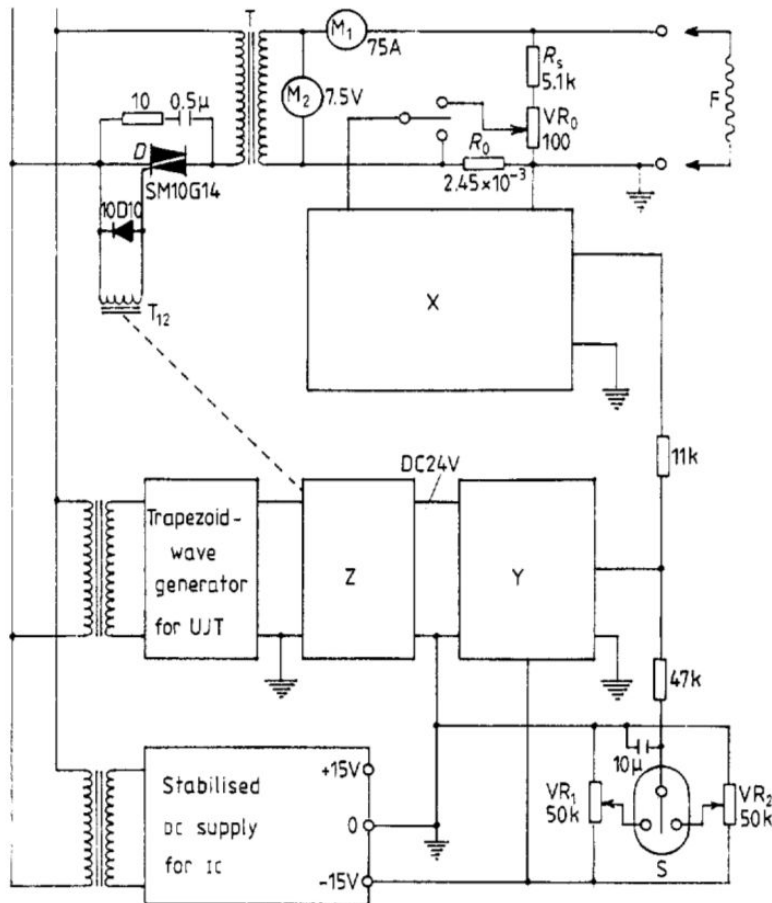 T
M₁
75A
Rₛ
5.1k
10
0.5μ
M₂
7.5V
F
VR₀
100
D
R₀
2.45×10⁻³
SM10G14
10D10
T₁₂
X
11k
DC24V
Trapezoid-
wave
generator
for UJT
Z
Y
47k
+15V
10μ
Stabilised
DC supply
for IC
0
VR₁
50k
VR₂
50k
S
-15V